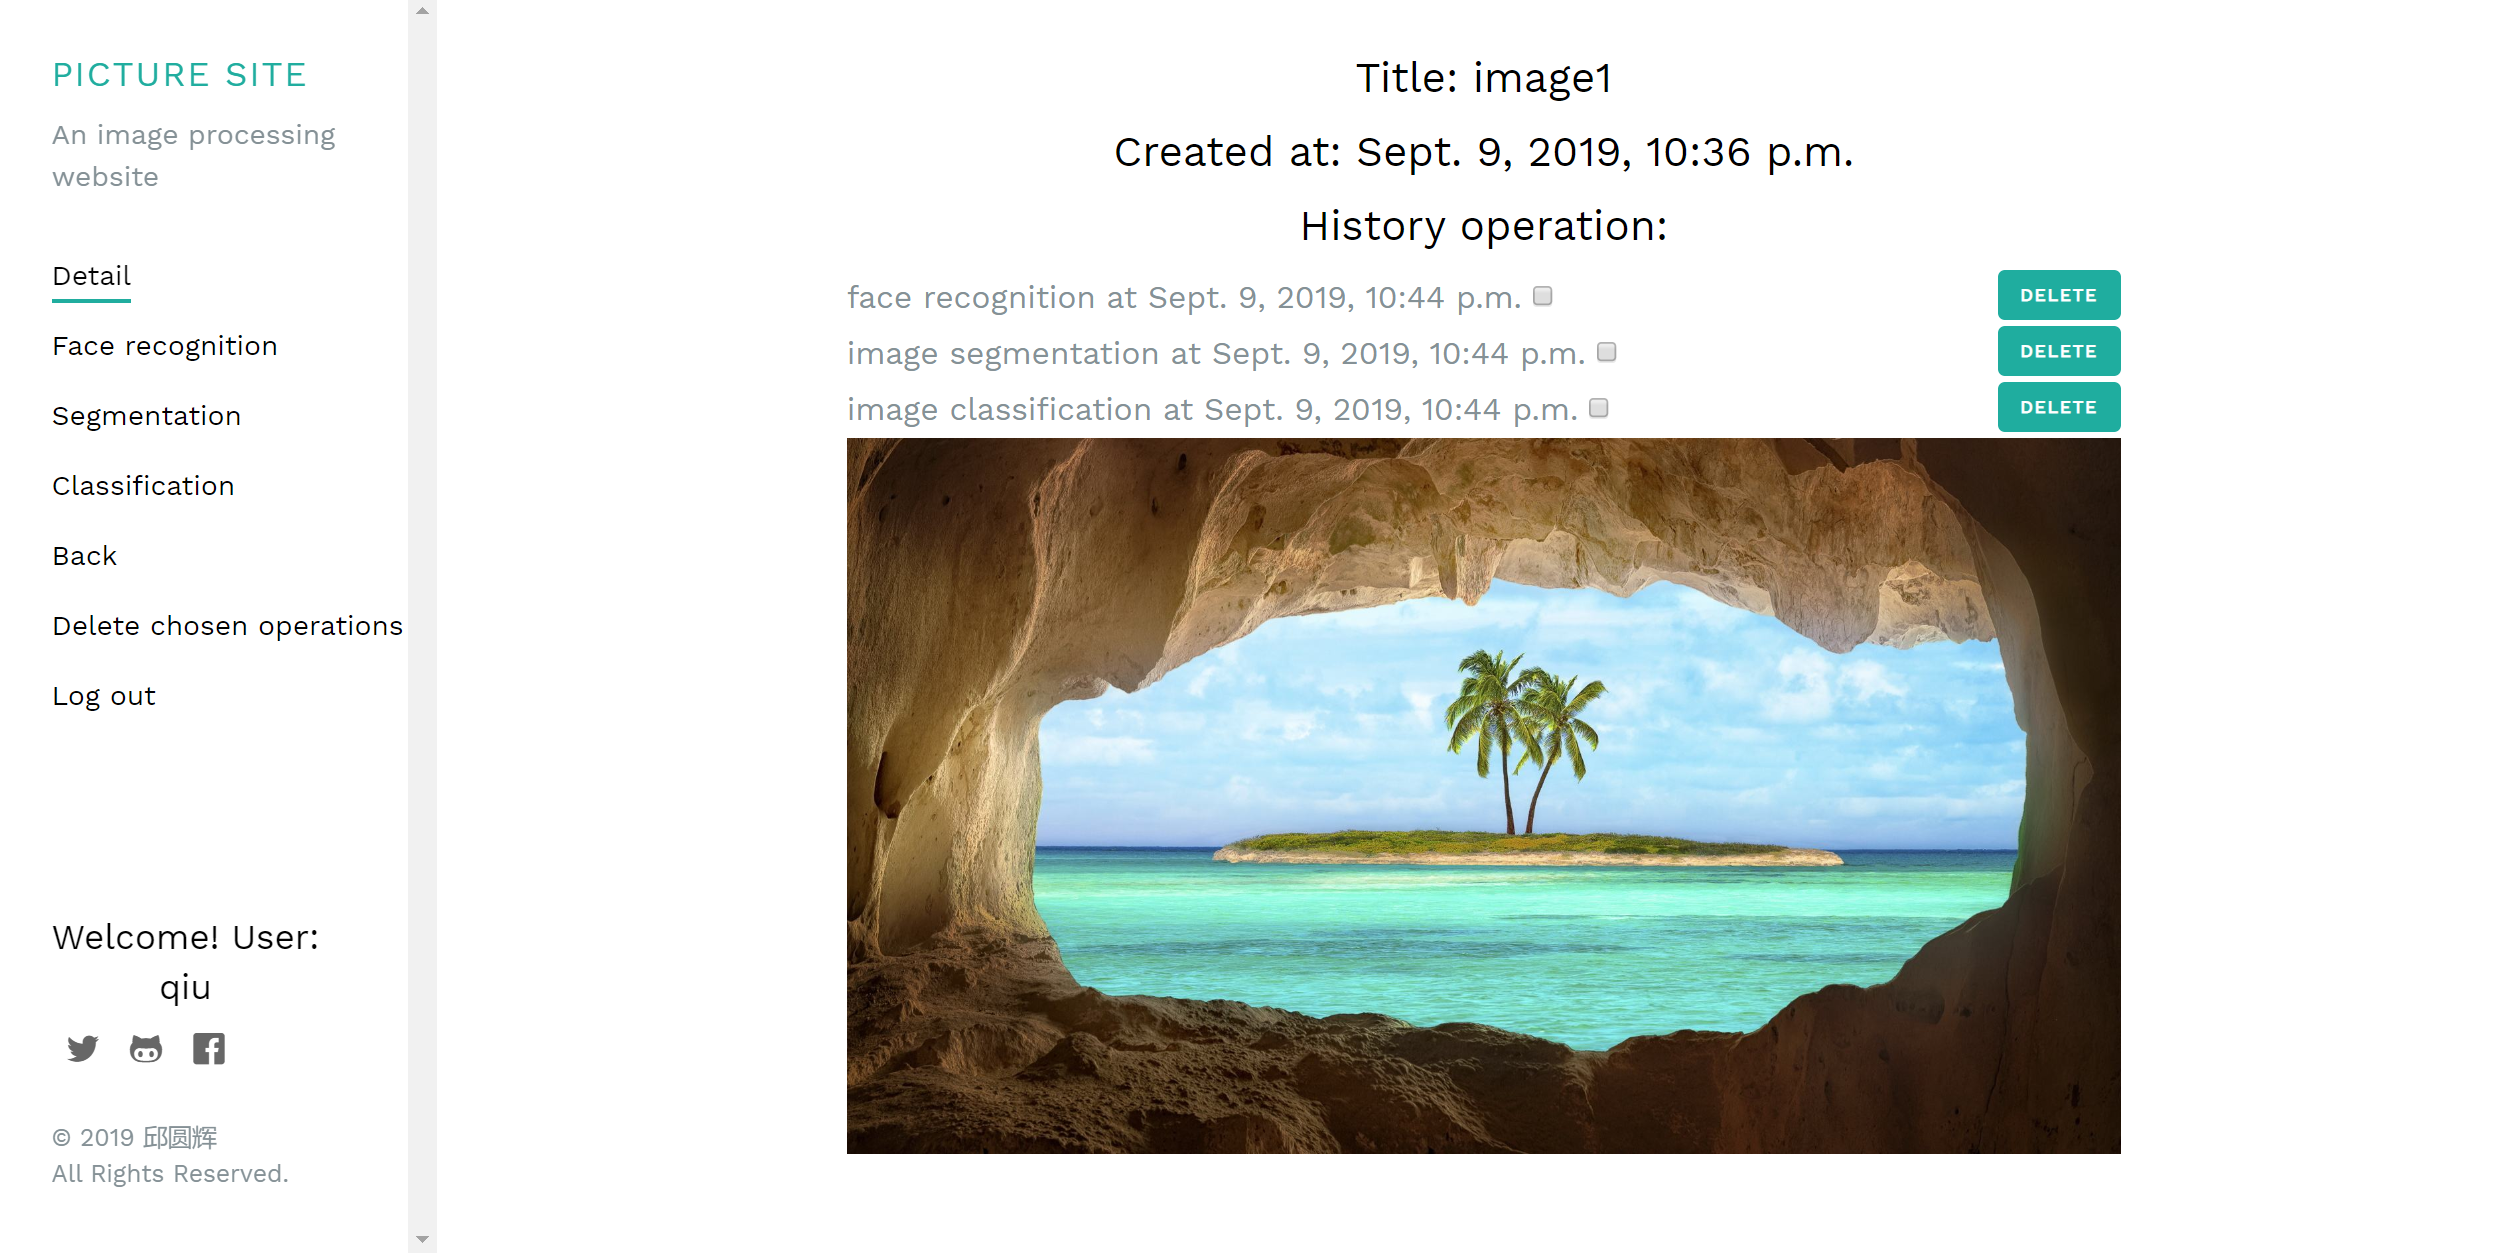 PICTURE SITE
An image processing
website
Detail
Face recognition
Segmentation
Classification
Back
Delete chosen operations
Log out
Welcome! User:
qiu
© 2019 邱圆辉
All Rights Reserved.
Title: image1
Created at: Sept. 9, 2019, 10:36 p.m.
History operation:
face recognition at Sept. 9, 2019, 10:44 p.m. DELETE
image segmentation at Sept. 9, 2019, 10:44 p.m. DELETE
image classification at Sept. 9, 2019, 10:44 p.m. DELETE